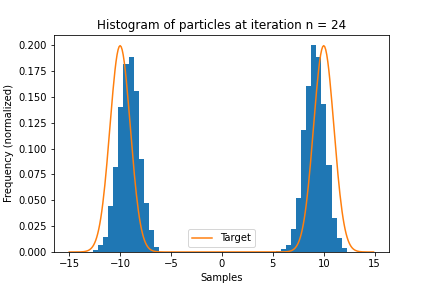 Histogram of particles at iteration n = 24
Frequency (normalized)
0.200
0.175
0.150
0.125
0.100
0.075
0.050
0.025
0.000
−15 −10 −5 0 5 10 15
Samples
Target